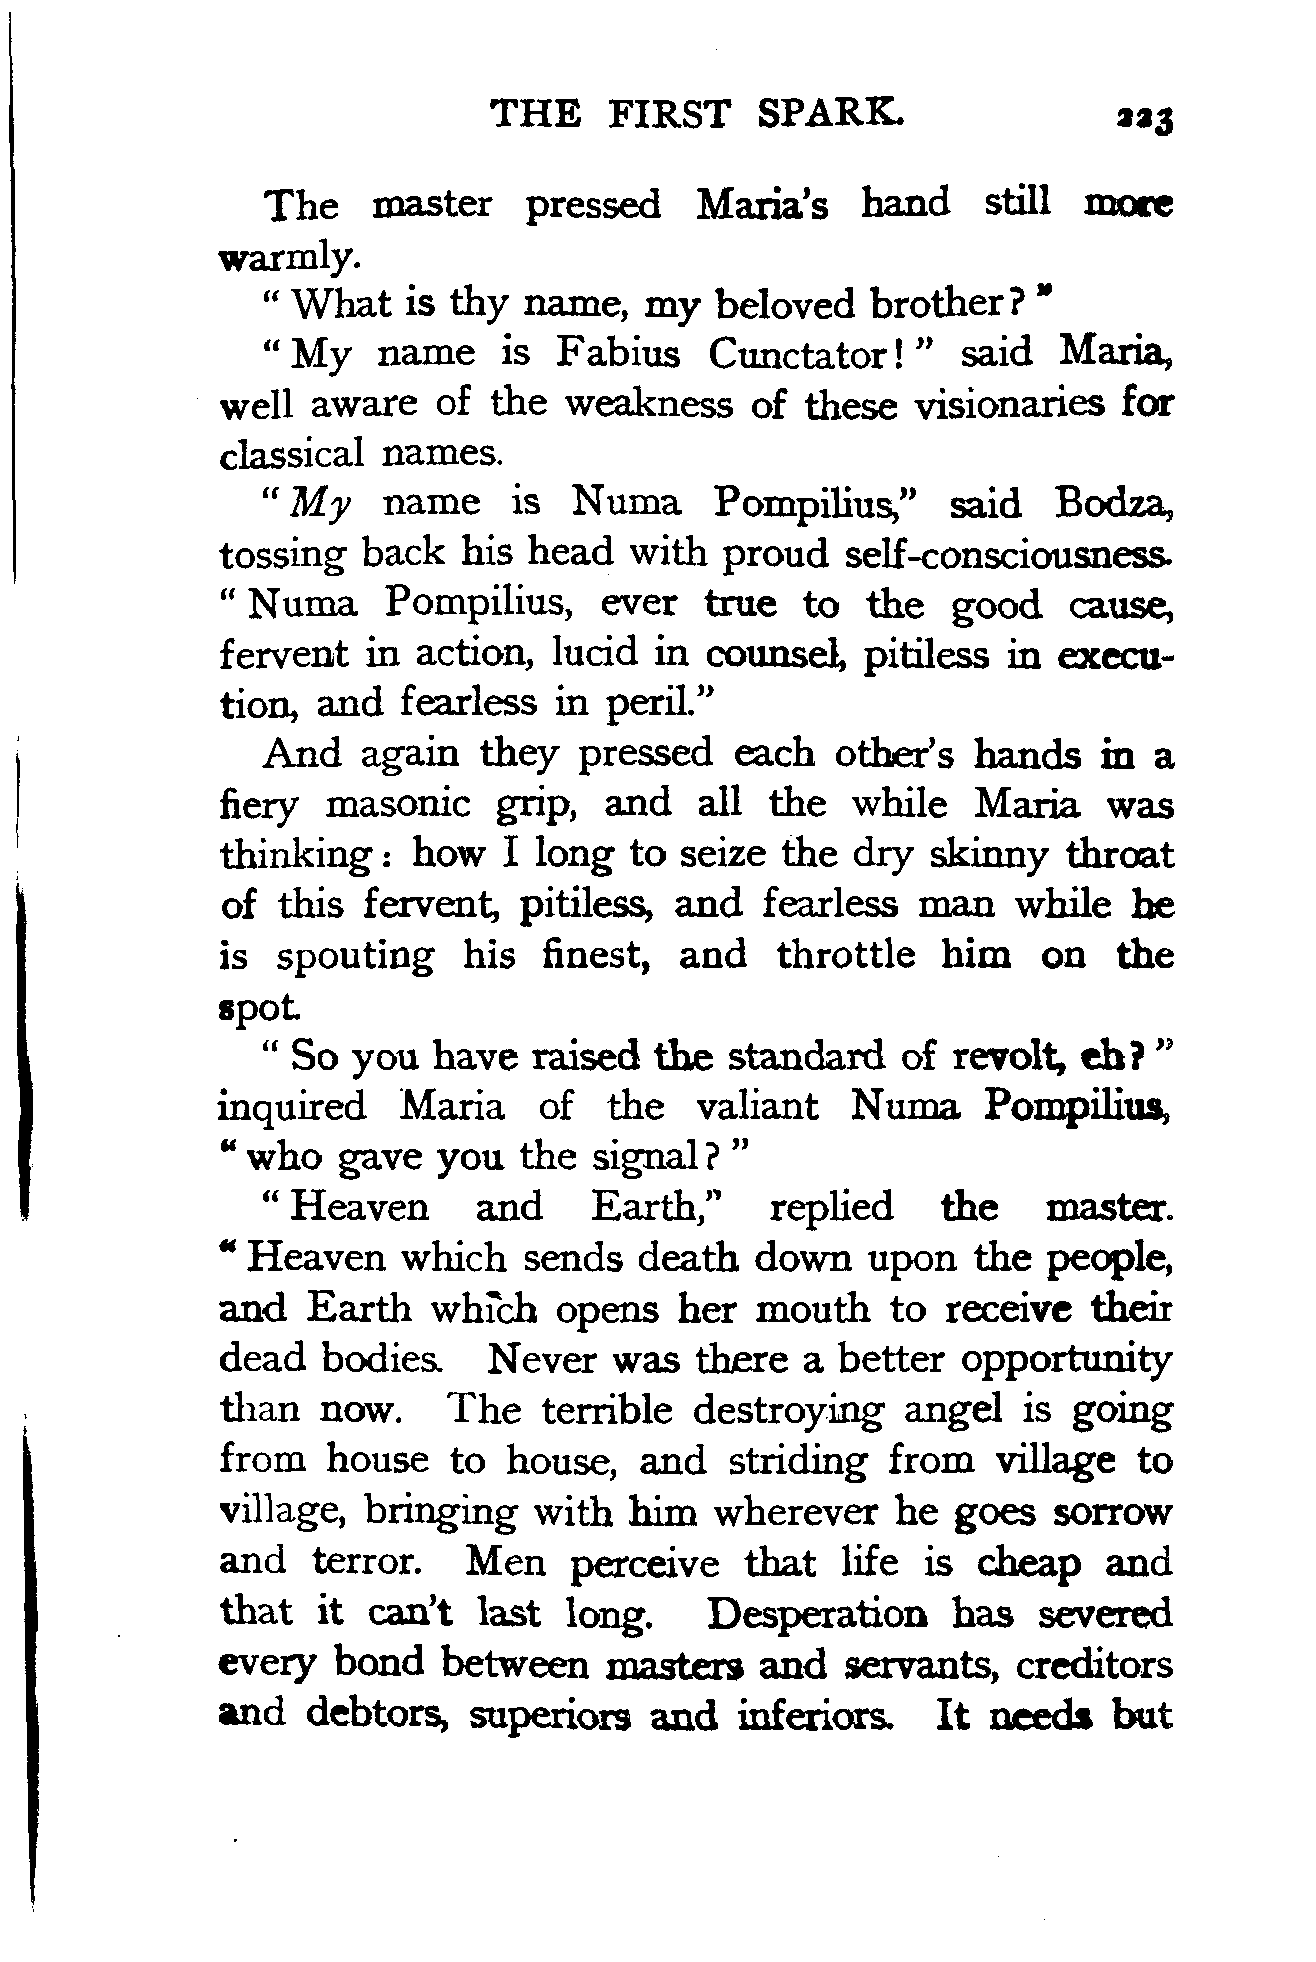 THE FIRST SPARK. 223
The master pressed Maria's hand still more
warmly.
" What is thy name, my beloved brother? "
" My name is Fabius Cunctator! " said Maria,
well aware of the weakness of these visionaries for
classical names.
" My name is Numa Pompilius," said Bodza,
tossing back his head with proud self-consciousness.
" Numa Pompilius, ever true to the good cause,
fervent in action, lucid in counsel, pitiless in execu-
tion, and fearless in peril."
And again they pressed each other's hands in a
fiery masonic grip, and all the while Maria was
thinking: how I long to seize the dry skinny throat
of this fervent, pitiless, and fearless man while he
is spouting his finest, and throttle him on the
spot.
" So you have raised the standard of revolt, eh? "
inquired Maria of the valiant Numa Pompilius,
" who gave you the signal? "
" Heaven and Earth," replied the master.
" Heaven which sends death down upon the people,
and Earth which opens her mouth to receive their
dead bodies. Never was there a better opportunity
than now. The terrible destroying angel is going
from house to house, and striding from village to
village, bringing with him wherever he goes sorrow
and terror. Men perceive that life is cheap and
that it can't last long. Desperation has severed
every bond between masters and servants, creditors
and debtors, superiors and inferiors. It needs but